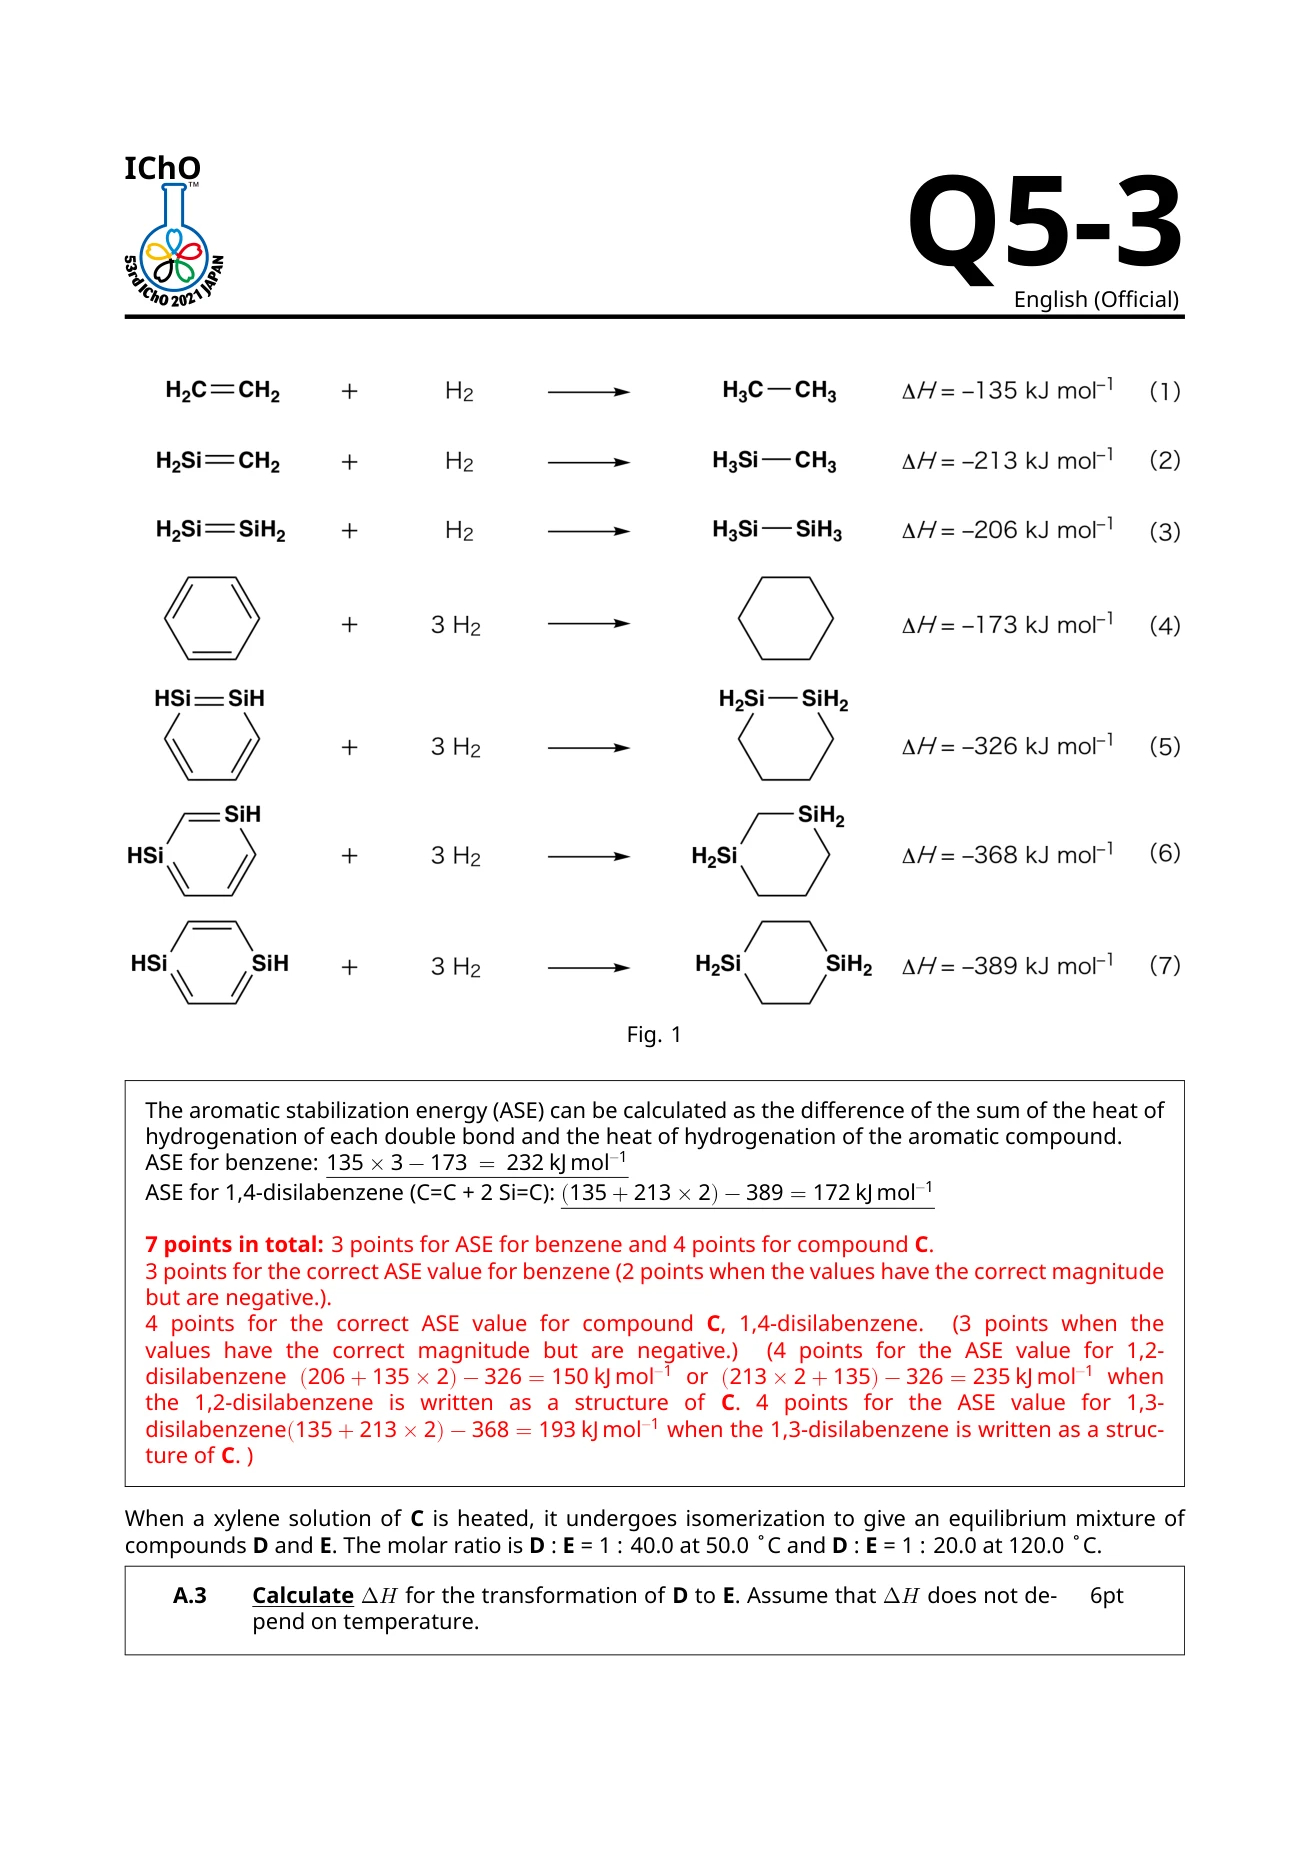 IChO
TM
53rd IChO 2021 JAPAN
Q5-3
English (Official)
H₂C=CH₂ + H₂ → H₃C—CH₃ ΔH = –135 kJ mol⁻¹ (1)
H₂Si=CH₂ + H₂ → H₃Si—CH₃ ΔH = –213 kJ mol⁻¹ (2)
H₂Si=SiH₂ + H₂ → H₃Si—SiH₃ ΔH = –206 kJ mol⁻¹ (3)
+ 3 H₂ → ΔH = –173 kJ mol⁻¹ (4)
HSi=SiH H₂Si—SiH₂
+ 3 H₂ → ΔH = –326 kJ mol⁻¹ (5)
SiH SiH₂
HSi + 3 H₂ → H₂Si ΔH = –368 kJ mol⁻¹ (6)
HSi SiH + 3 H₂ → H₂Si SiH₂ ΔH = –389 kJ mol⁻¹ (7)
Fig. 1
The aromatic stabilization energy (ASE) can be calculated as the difference of the sum of the heat of
hydrogenation of each double bond and the heat of hydrogenation of the aromatic compound.
ASE for benzene: 135 × 3 − 173 = 232 kJ mol⁻¹
ASE for 1,4-disilabenzene (C=C + 2 Si=C): (135 + 213 × 2) − 389 = 172 kJ mol⁻¹
7 points in total: 3 points for ASE for benzene and 4 points for compound C.
3 points for the correct ASE value for benzene (2 points when the values have the correct magnitude
but are negative.).
4 points for the correct ASE value for compound C, 1,4-disilabenzene. (3 points when the
values have the correct magnitude but are negative.) (4 points for the ASE value for 1,2-
disilabenzene (206 + 135 × 2) − 326 = 150 kJ mol⁻¹ or (213 × 2 + 135) − 326 = 235 kJ mol⁻¹ when
the 1,2-disilabenzene is written as a structure of C. 4 points for the ASE value for 1,3-
disilabenzene(135 + 213 × 2) − 368 = 193 kJ mol⁻¹ when the 1,3-disilabenzene is written as a struc-
ture of C. )
When a xylene solution of C is heated, it undergoes isomerization to give an equilibrium mixture of
compounds D and E. The molar ratio is D : E = 1 : 40.0 at 50.0 ˚C and D : E = 1 : 20.0 at 120.0 ˚C.
A.3 Calculate ΔH for the transformation of D to E. Assume that ΔH does not de- 6pt
pend on temperature.